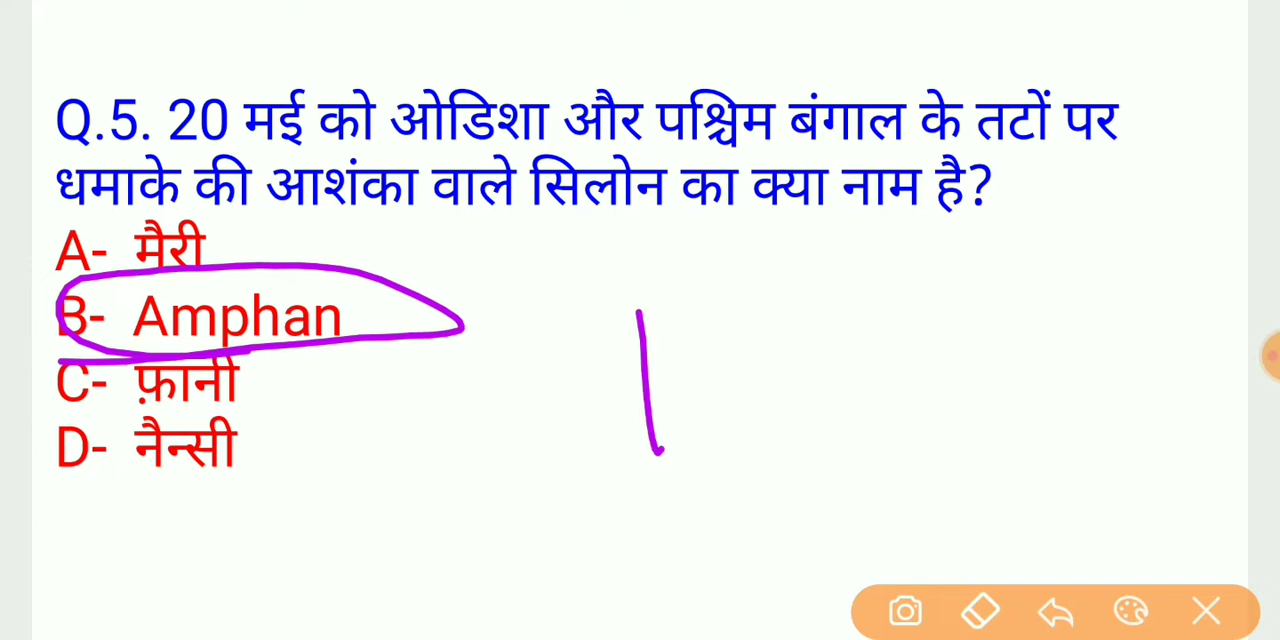 Q.5. 20 मई को ओडिशा और पश्चिम बंगाल के तटों पर
धमाके की आशंका वाले सिलोन का क्या नाम है?
A- मैरी
B- Amphan
C- फ़ानी
D- नैन्सी